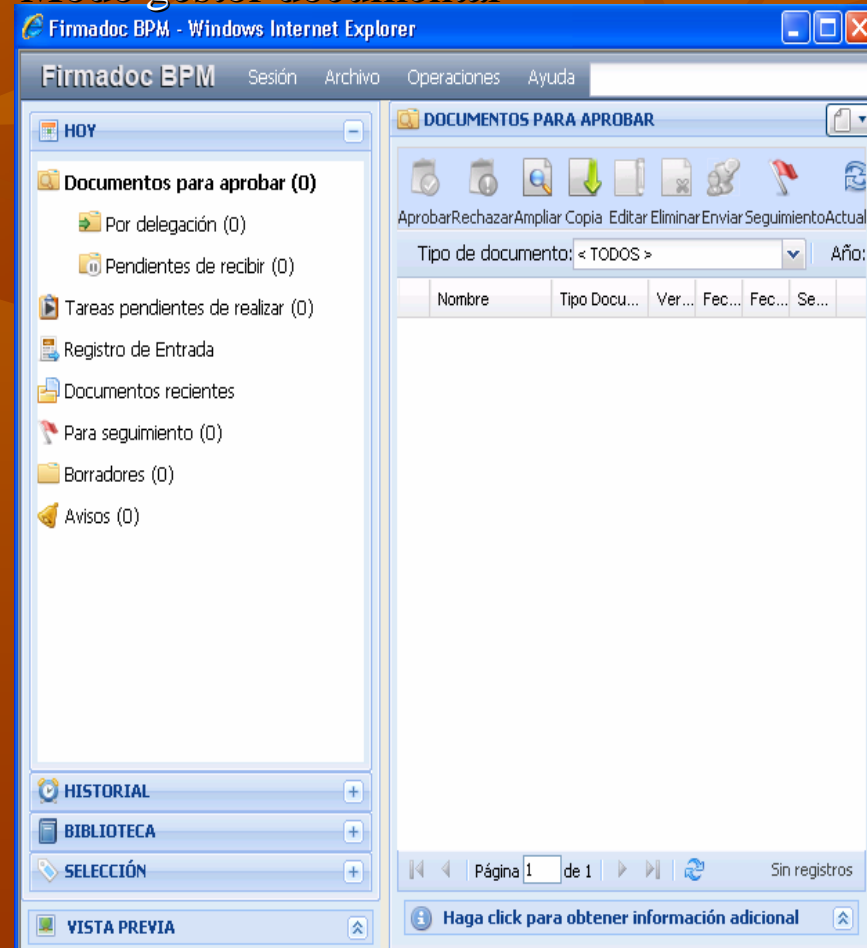 Modo gestor documental
Firmadoc BPM - Windows Internet Explorer
Firmadoc BPM Sesión Archivo Operaciones Ayuda
HOY
Documentos para aprobar (0)
Por delegación (0)
Pendientes de recibir (0)
Tareas pendientes de realizar (0)
Registro de Entrada
Documentos recientes
Para seguimiento (0)
Borradores (0)
Avisos (0)
HISTORIAL
BIBLIOTECA
SELECCIÓN
VISTA PREVIA
DOCUMENTOS PARA APROBAR
Aprobar Rechazar Ampliar Copia Editar Eliminar Enviar Seguimiento Actual
Tipo de documento: < TODOS > Año:
Nombre Tipo Docu... Ver... Fec... Fec... Se...
Página 1 de 1 Sin registros
Haga click para obtener información adicional